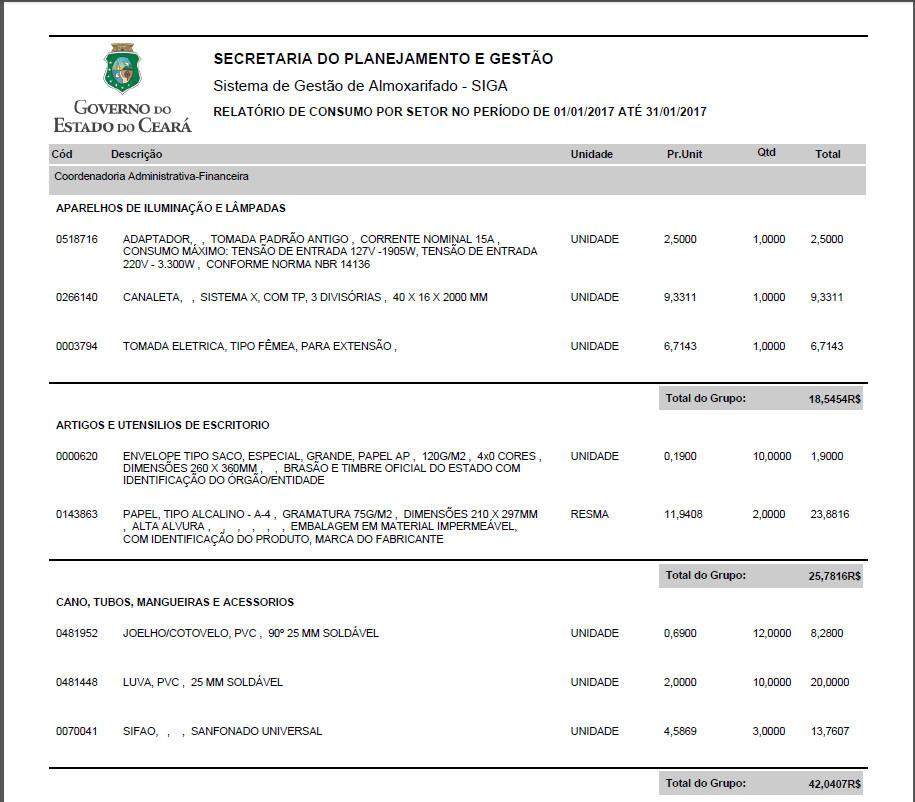 SECRETARIA DO PLANEJAMENTO E GESTÃO
Sistema de Gestão de Almoxarifado - SIGA
RELATÓRIO DE CONSUMO POR SETOR NO PERÍODO DE 01/01/2017 ATÉ 31/01/2017
GOVERNO DO
ESTADO DO CEARÁ
Cód Descrição Unidade Pr.Unit Qtd Total
Coordenadoria Administrativa-Financeira
APARELHOS DE ILUMINAÇÃO E LÂMPADAS
0518716 ADAPTADOR, , TOMADA PADRÃO ANTIGO , CORRENTE NOMINAL 15A , UNIDADE 2,5000 1,0000 2,5000
CONSUMO MÁXIMO: TENSÃO DE ENTRADA 127V -1905W, TENSÃO DE ENTRADA
220V - 3.300W , CONFORME NORMA NBR 14136
0266140 CANALETA, , SISTEMA X, COM TP, 3 DIVISÓRIAS , 40 X 16 X 2000 MM UNIDADE 9,3311 1,0000 9,3311
0003794 TOMADA ELETRICA, TIPO FÊMEA, PARA EXTENSÃO , UNIDADE 6,7143 1,0000 6,7143
Total do Grupo: 18,5454R$
ARTIGOS E UTENSILIOS DE ESCRITORIO
0000620 ENVELOPE TIPO SACO, ESPECIAL, GRANDE, PAPEL AP , 120G/M2 , 4x0 CORES , UNIDADE 0,1900 10,0000 1,9000
DIMENSÕES 260 X 360MM , , BRASÃO E TIMBRE OFICIAL DO ESTADO COM
IDENTIFICAÇÃO DO ÓRGÃO/ENTIDADE
0143863 PAPEL, TIPO ALCALINO - A-4 , GRAMATURA 75G/M2 , DIMENSÕES 210 X 297MM RESMA 11,9408 2,0000 23,8816
, ALTA ALVURA , , , , , , EMBALAGEM EM MATERIAL IMPERMEÁVEL,
COM IDENTIFICAÇÃO DO PRODUTO, MARCA DO FABRICANTE
Total do Grupo: 25,7816R$
CANO, TUBOS, MANGUEIRAS E ACESSORIOS
0481952 JOELHO/COTOVELO, PVC , 90º 25 MM SOLDÁVEL UNIDADE 0,6900 12,0000 8,2800
0481448 LUVA, PVC , 25 MM SOLDÁVEL UNIDADE 2,0000 10,0000 20,0000
0070041 SIFAO, , , SANFONADO UNIVERSAL UNIDADE 4,5869 3,0000 13,7607
Total do Grupo: 42,0407R$